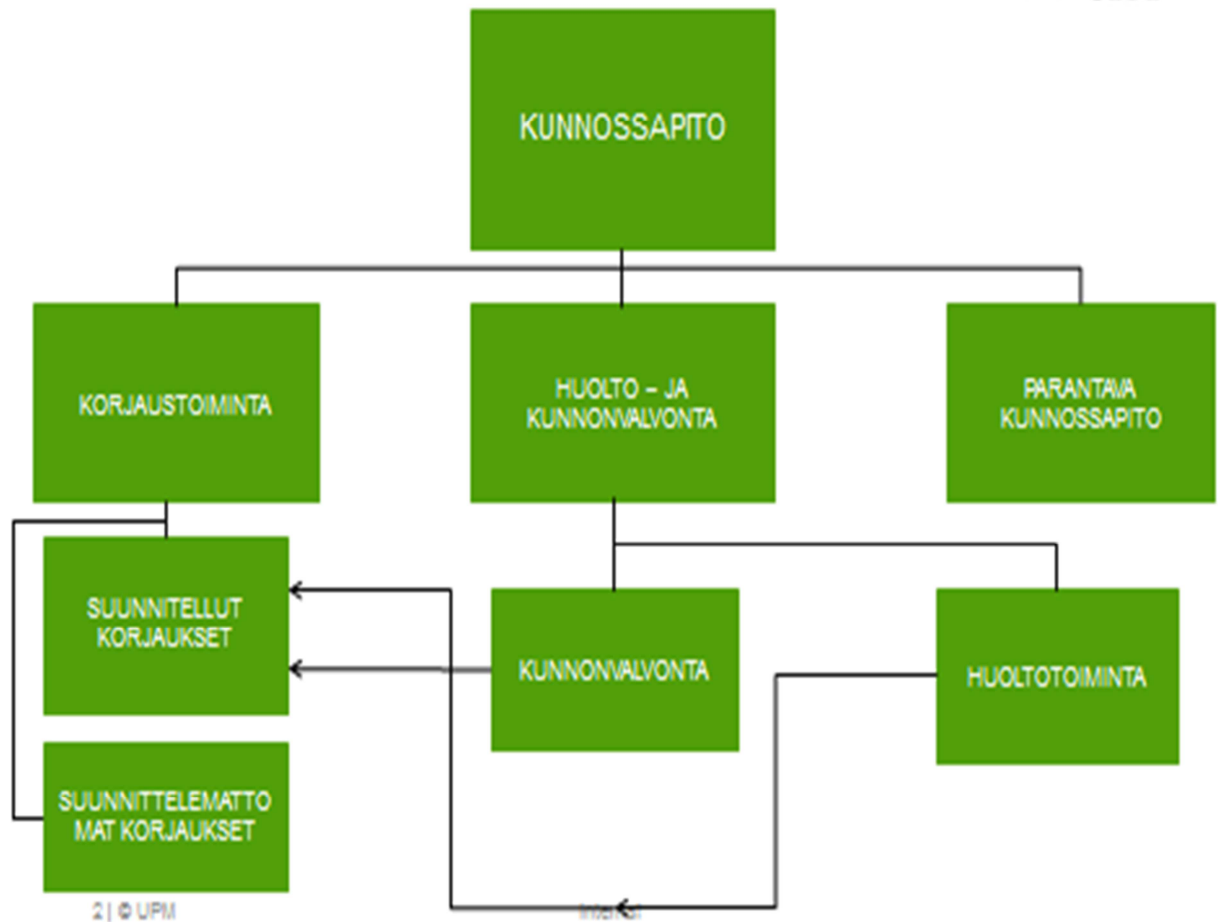 KUNNOSSAPITO
KORJAUSTOIMINTA
HUOLTO – JA
KUNNONVALVONTA
PARANTAVA
KUNNOSSAPITO
SUUNNITELLUT
KORJAUKSET
KUNNONVALVONTA
HUOLTOTOIMINTA
SUUNNITTELEMATTO
MAT KORJAUKSET
2 | © UPM